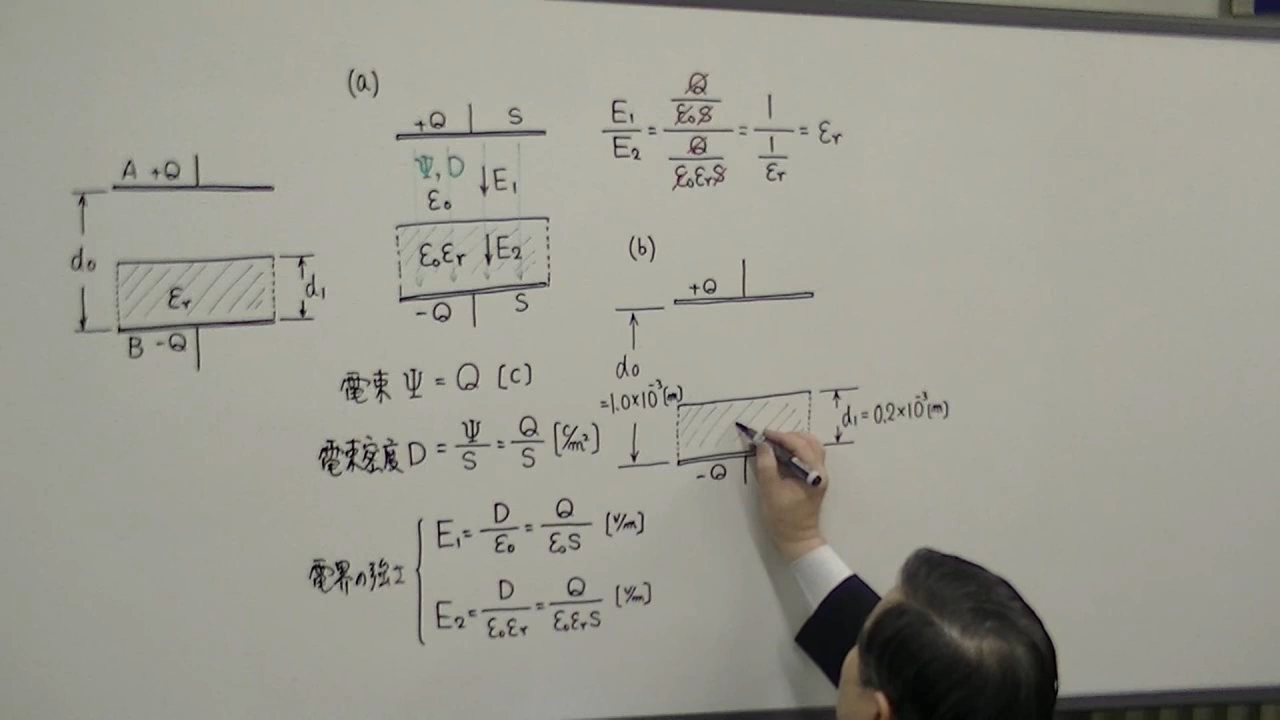 A +Q
d₀
εr
d₁
B -Q
(a)
+Q S
Ψ, D
ε₀
E₁
ε₀εr
E₂
-Q S
電束 Ψ = Q [C]
電束密度 D = Ψ/S = Q/S [C/m²]
電界の強さ
E₁ = D/ε₀ = Q/ε₀S [V/m]
E₂ = D/ε₀εr = Q/ε₀εrS [V/m]
E₁/E₂ = (Q/ε₀S)/(Q/ε₀εrS) = 1/(1/εr) = εr
(b)
+Q
d₀
=1.0×10⁻³(m)
d₁=0.2×10⁻³(m)
-Q